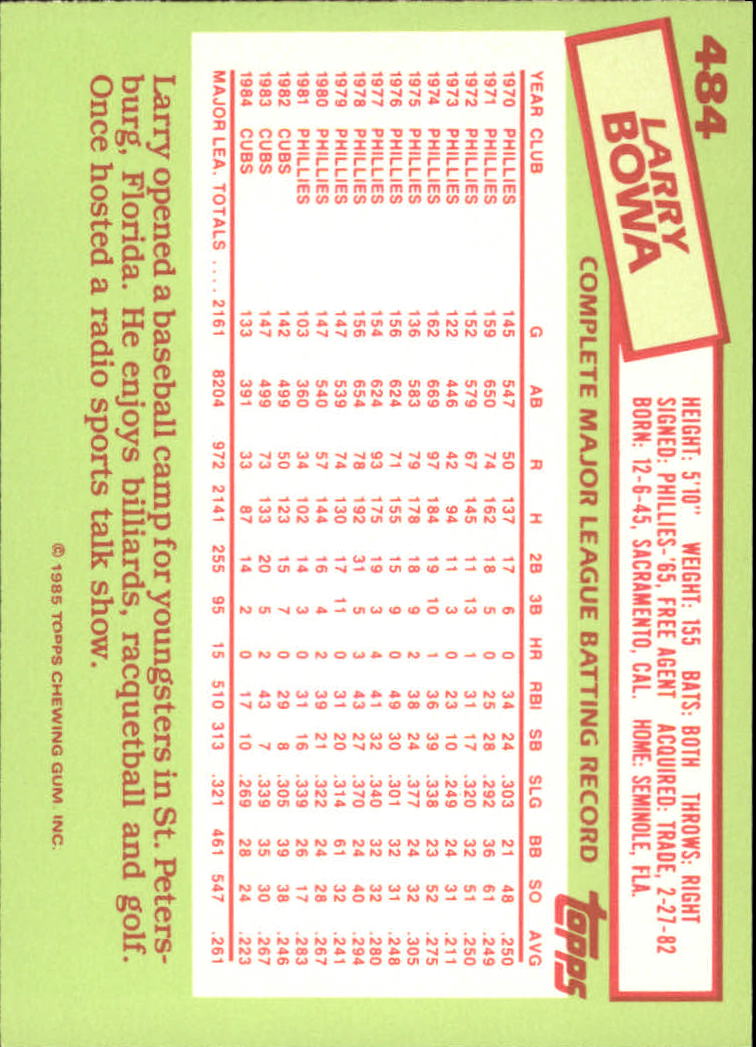 484
LARRY
BOWA
HEIGHT: 5'10" WEIGHT: 155 BATS: BOTH THROWS: RIGHT
SIGNED: PHILLIES-'65, FREE AGENT ACQUIRED: TRADE, 2-27-82
BORN: 12-6-45, SACRAMENTO, CAL. HOME: SEMINOLE, FLA.
COMPLETE MAJOR LEAGUE BATTING RECORD
topps
YEAR CLUB G AB R H 2B 3B HR RBI SB SLG BB SO AVG
1970 PHILLIES 145 547 50 137 17 6 0 34 24 .303 21 48 .250
1971 PHILLIES 159 650 74 162 18 5 0 25 28 .292 36 61 .249
1972 PHILLIES 152 579 67 145 11 13 1 31 17 .320 32 51 .250
1973 PHILLIES 122 446 42 94 11 3 0 23 10 .249 24 31 .211
1974 PHILLIES 162 669 97 184 19 10 1 36 39 .338 23 52 .275
1975 PHILLIES 136 583 79 178 18 9 2 38 24 .377 24 32 .305
1976 PHILLIES 156 624 71 155 15 9 0 49 30 .301 32 31 .248
1977 PHILLIES 154 624 93 175 19 3 4 41 32 .340 32 32 .280
1978 PHILLIES 156 654 78 192 31 5 3 43 27 .370 24 40 .294
1979 PHILLIES 147 539 74 130 17 11 0 31 20 .314 61 32 .241
1980 PHILLIES 147 540 57 144 16 4 2 39 21 .322 24 28 .267
1981 PHILLIES 103 360 34 102 14 3 0 31 16 .339 26 17 .283
1982 CUBS 142 499 50 123 15 7 0 29 8 .305 39 38 .246
1983 CUBS 147 499 73 133 20 5 2 43 7 .339 35 30 .267
1984 CUBS 133 391 33 87 14 2 0 17 10 .269 28 24 .223
MAJOR LEA. TOTALS .... 2161 8204 972 2141 255 95 15 510 313 .321 461 547 .261
Larry opened a baseball camp for youngsters in St. Peters-
burg, Florida. He enjoys billiards, racquetball and golf.
Once hosted a radio sports talk show.
© 1985 TOPPS CHEWING GUM. INC.